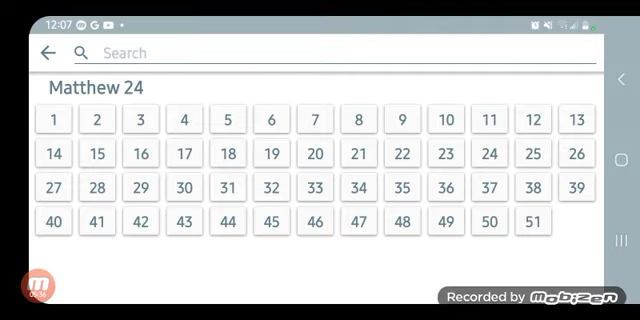 12:07
Search
Matthew 24
1 2 3 4 5 6 7 8 9 10 11 12 13
14 15 16 17 18 19 20 21 22 23 24 25 26
27 28 29 30 31 32 33 34 35 36 37 38 39
40 41 42 43 44 45 46 47 48 49 50 51
05:36
Recorded by MOBIZEN